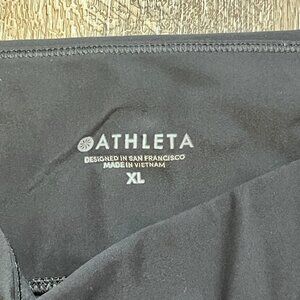 ATHLETA
DESIGNED IN SAN FRANCISCO
MADE IN VIETNAM
XL